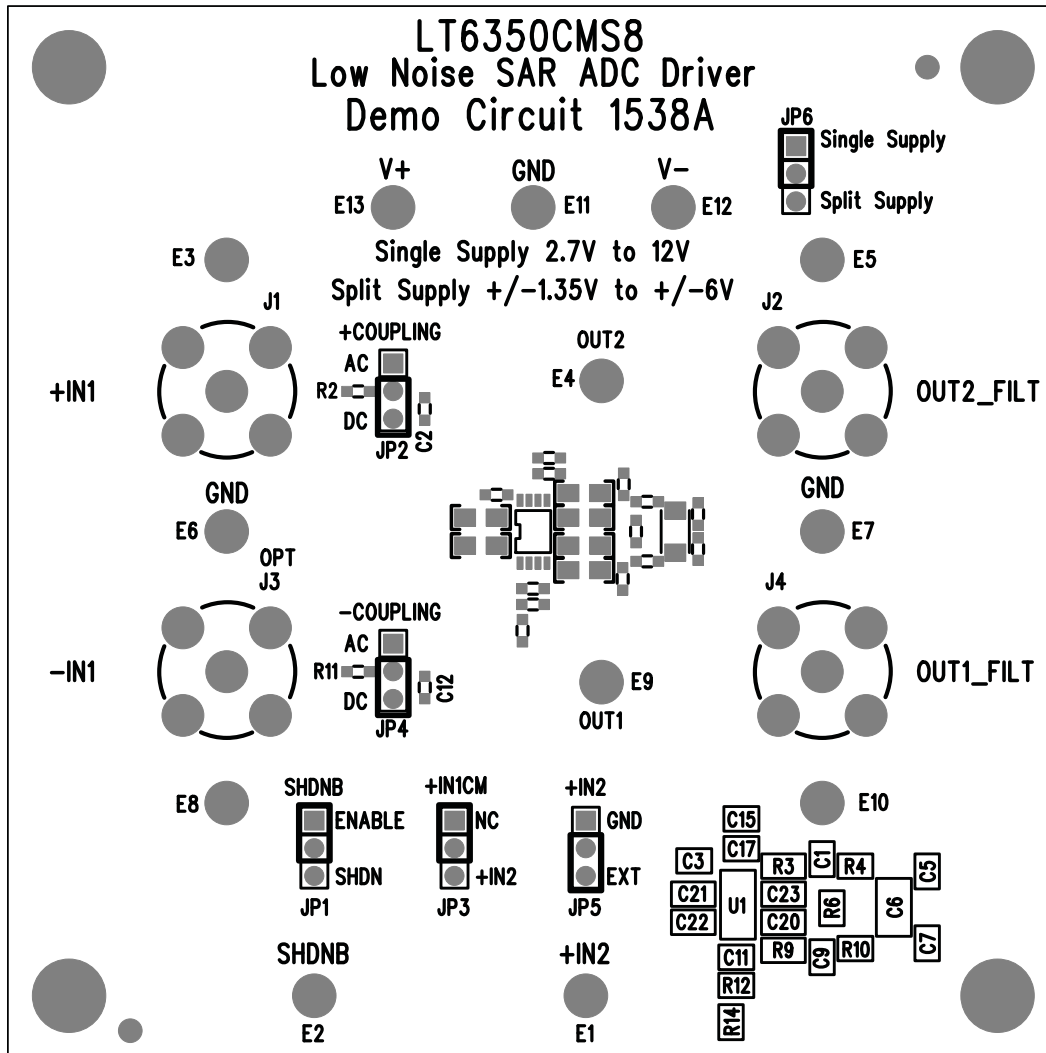 LT6350CMS8
Low Noise SAR ADC Driver
Demo Circuit 1538A
JP6
Single Supply
Split Supply
V+
GND
V-
E13
E11
E12
Single Supply 2.7V to 12V
Split Supply +/-1.35V to +/-6V
E3
E5
J1
J2
+COUPLING
AC
R2
DC
JP2
C2
+IN1
OUT2
E4
OUT2_FILT
GND
E6
GND
E7
OPT
J3
J4
-COUPLING
AC
R11
DC
JP4
C12
-IN1
E9
OUT1
OUT1_FILT
E8
E10
SHDNB
ENABLE
SHDN
JP1
+IN1CM
NC
+IN2
JP3
+IN2
GND
EXT
JP5
C15
C17
C3
R3
C1
R4
C5
C21
U1
C23
R6
C6
C22
C20
C11
R9
C9
R10
C7
R12
R14
SHDNB
E2
+IN2
E1